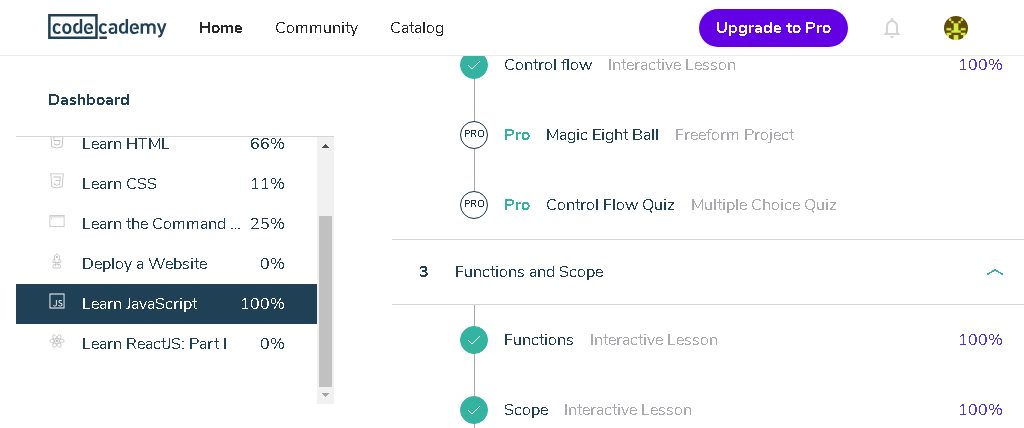 codecademy Home Community Catalog Upgrade to Pro
Dashboard
Learn HTML 66%
Learn CSS 11%
Learn the Command ... 25%
Deploy a Website 0%
JS Learn JavaScript 100%
Learn ReactJS: Part I 0%
Control flow Interactive Lesson 100%
PRO Pro Magic Eight Ball Freeform Project
PRO Pro Control Flow Quiz Multiple Choice Quiz
3 Functions and Scope
Functions Interactive Lesson 100%
Scope Interactive Lesson 100%